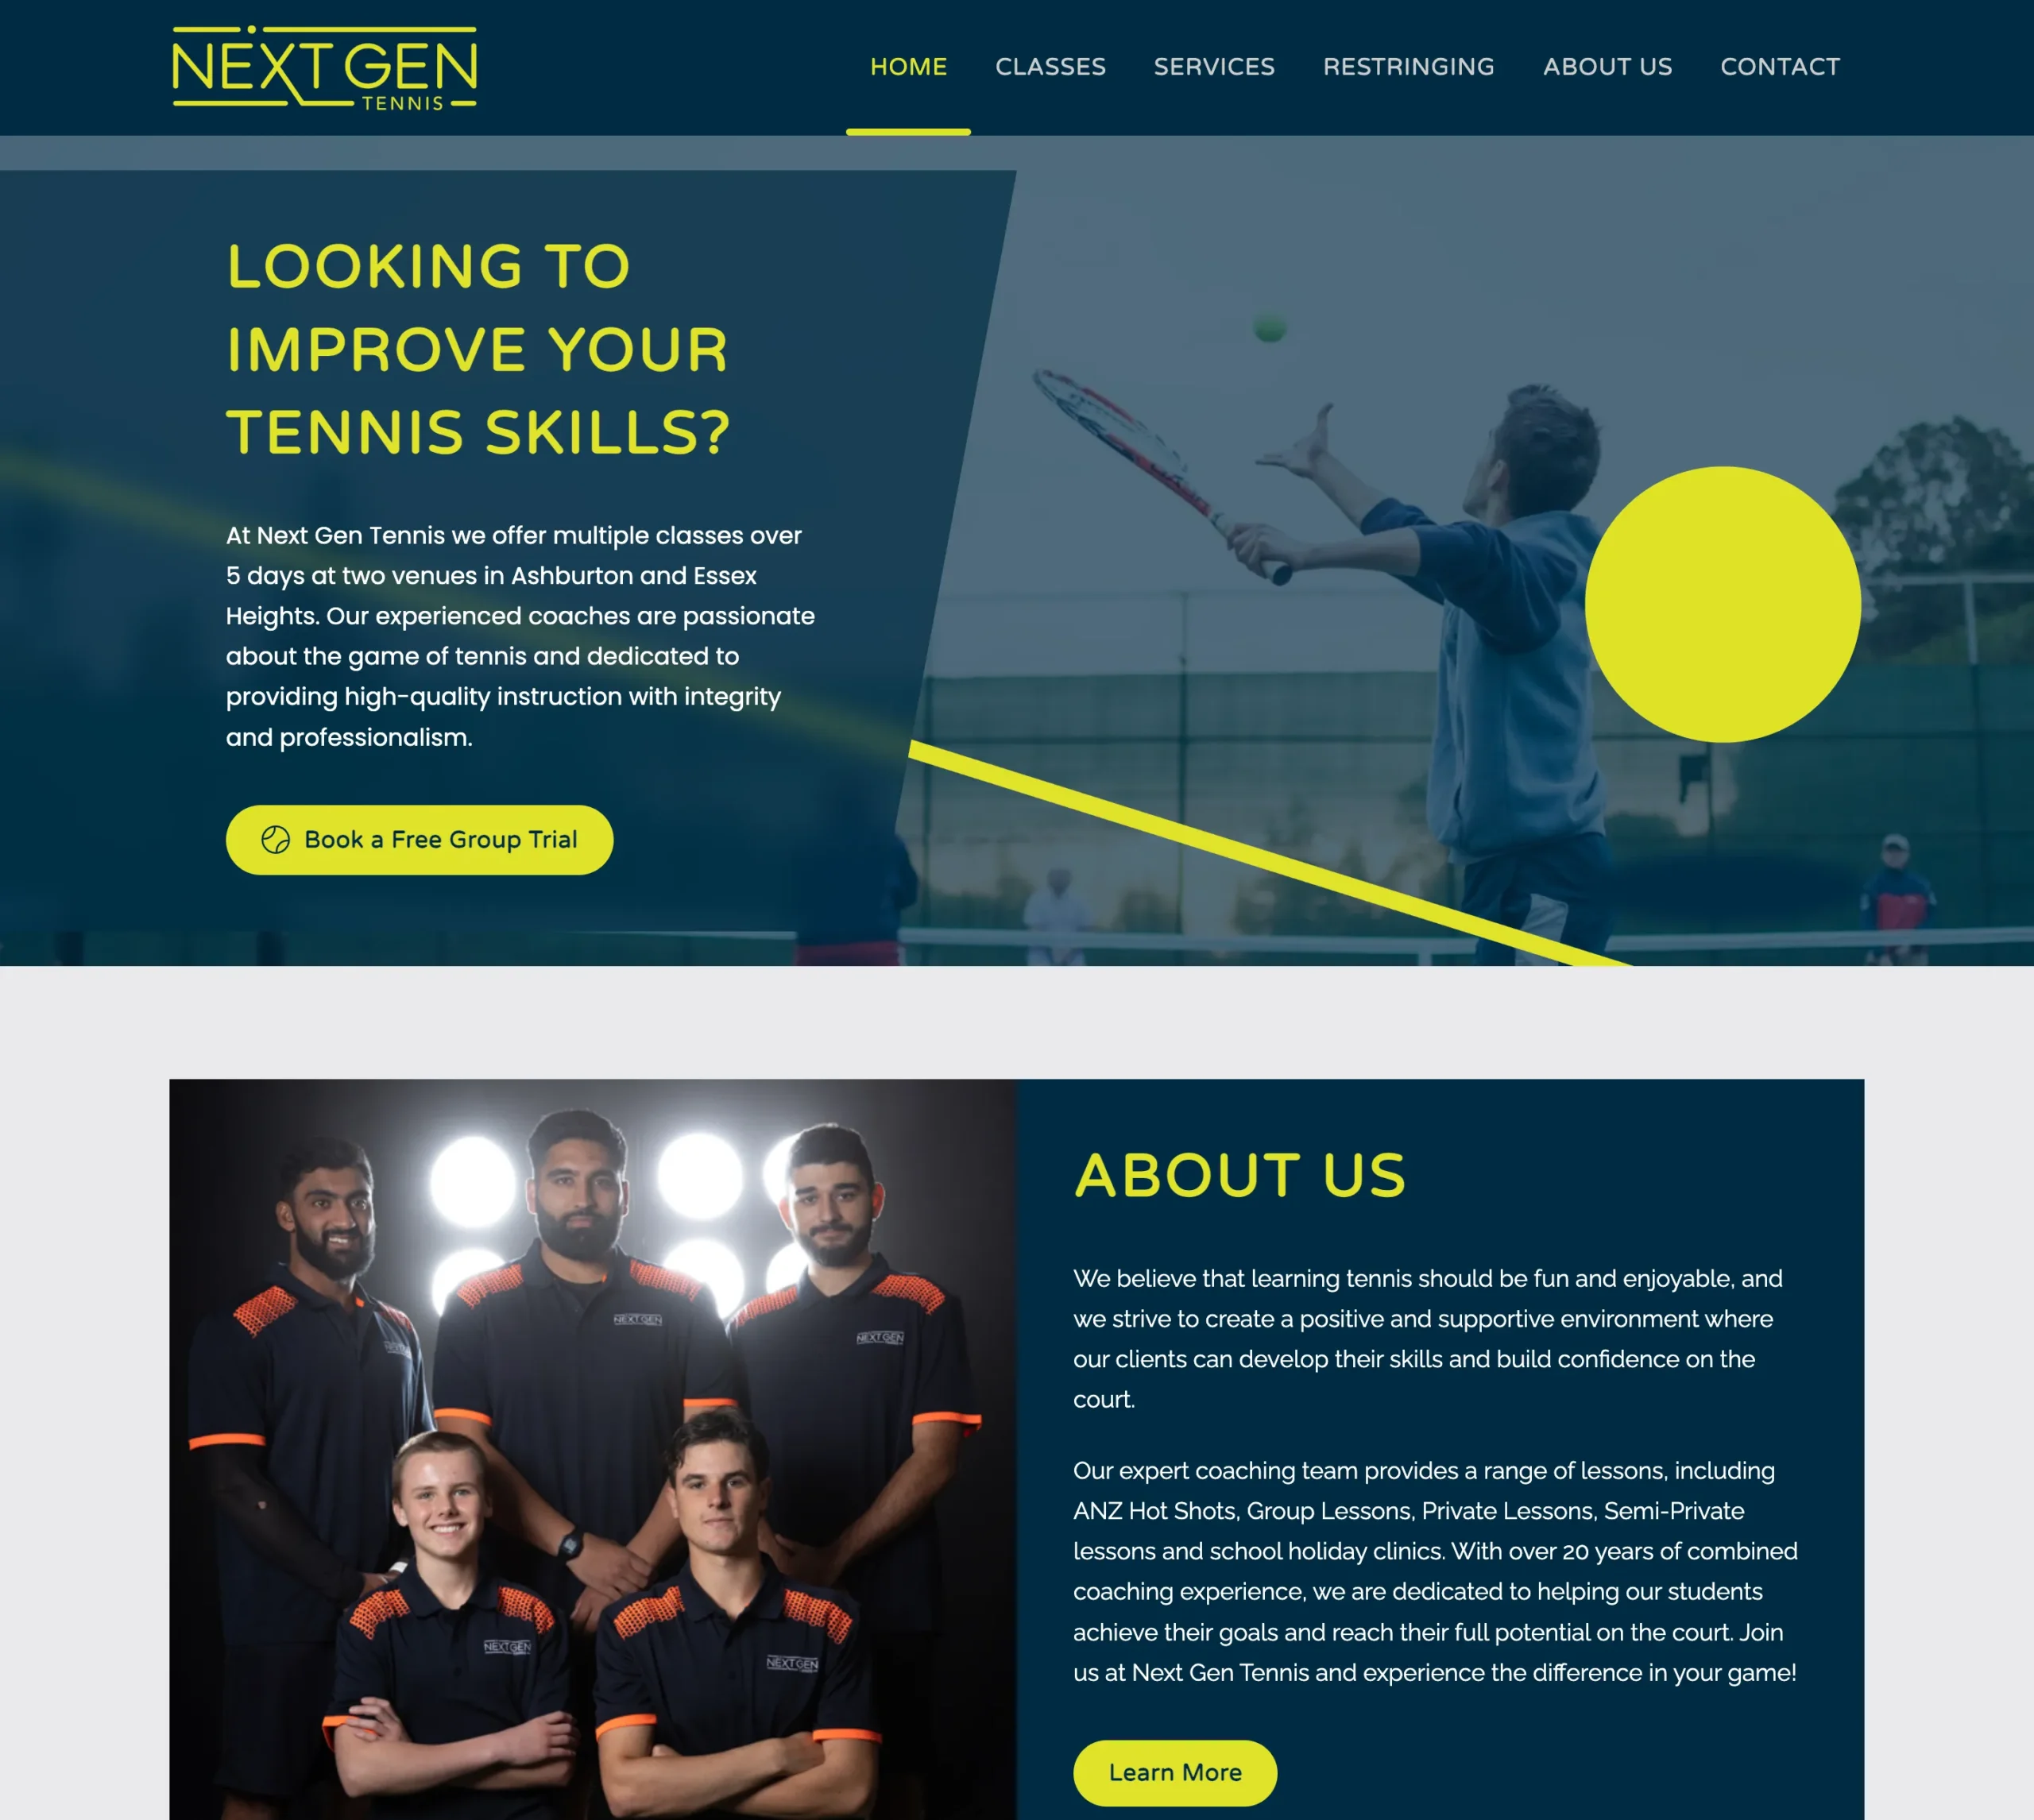 NEXT GEN
TENNIS
HOME CLASSES SERVICES RESTRINGING ABOUT US CONTACT
LOOKING TO
IMPROVE YOUR
TENNIS SKILLS?
At Next Gen Tennis we offer multiple classes over
5 days at two venues in Ashburton and Essex
Heights. Our experienced coaches are passionate
about the game of tennis and dedicated to
providing high-quality instruction with integrity
and professionalism.
Book a Free Group Trial
NEXT GEN
NEXT GEN
NEXT GEN
NEXT GEN
ABOUT US
We believe that learning tennis should be fun and enjoyable, and
we strive to create a positive and supportive environment where
our clients can develop their skills and build confidence on the
court.
Our expert coaching team provides a range of lessons, including
ANZ Hot Shots, Group Lessons, Private Lessons, Semi-Private
lessons and school holiday clinics. With over 20 years of combined
coaching experience, we are dedicated to helping our students
achieve their goals and reach their full potential on the court. Join
us at Next Gen Tennis and experience the difference in your game!
Learn More